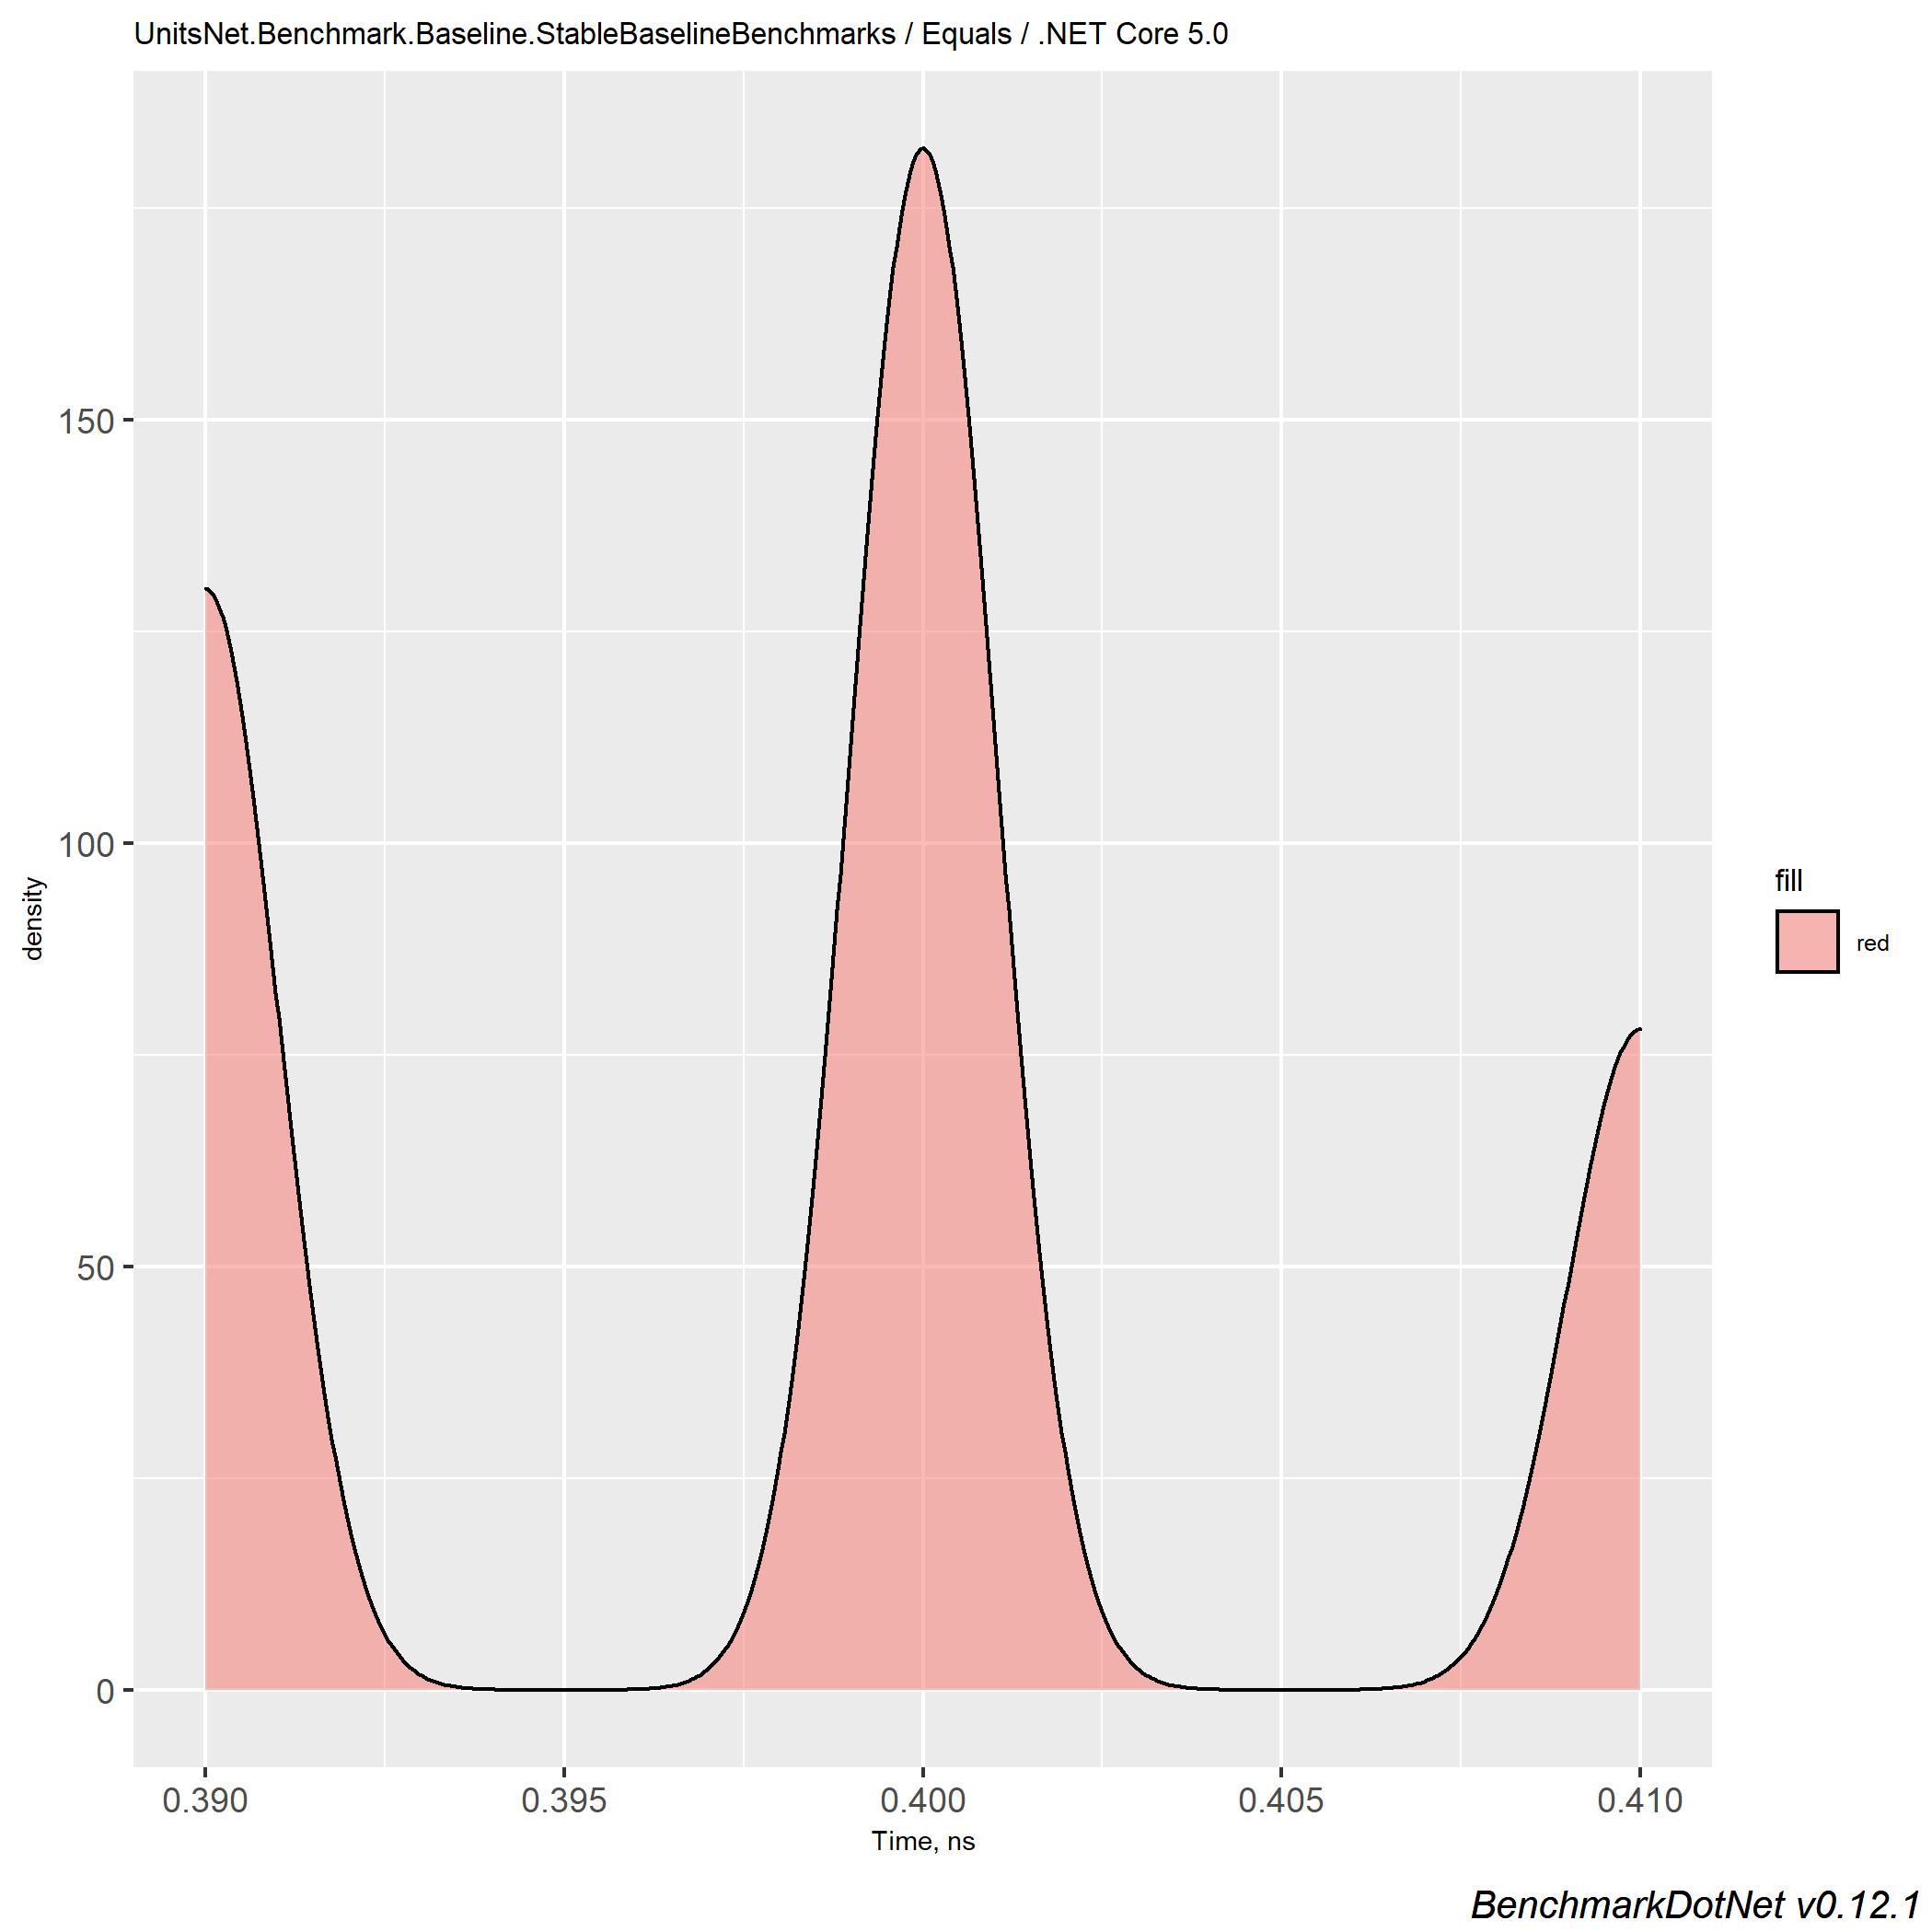 UnitsNet.Benchmark.Baseline.StableBaselineBenchmarks / Equals / .NET Core 5.0
150
100
50
0
density
0.390 0.395 0.400 0.405 0.410
Time, ns
fill
red
BenchmarkDotNet v0.12.1